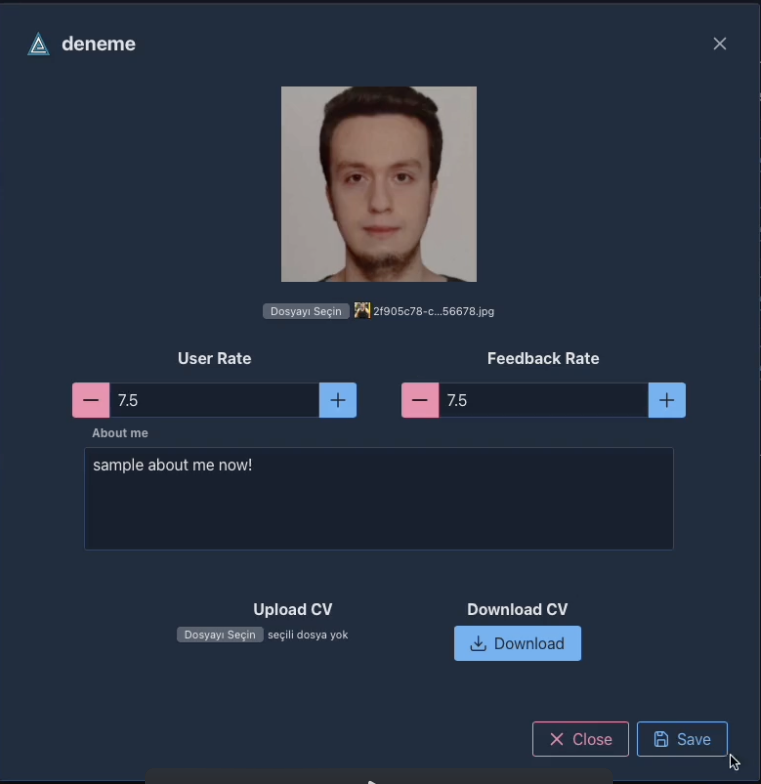 deneme
Dosyayı Seçin 2f905c78-c...56678.jpg
User Rate Feedback Rate
7.5 7.5
About me
sample about me now!
Upload CV Download CV
Dosyayı Seçin seçili dosya yok Download
Close Save